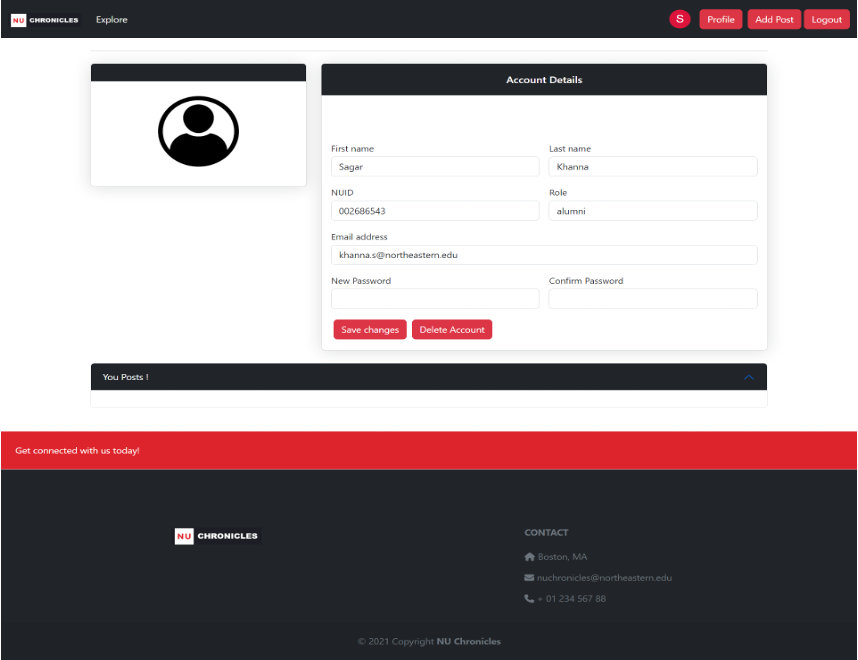 NU CHRONICLES Explore S Profile Add Post Logout
Account Details
First name Last name
Sagar Khanna
NUID Role
002686543 alumni
Email address
khanna.s@northeastern.edu
New Password Confirm Password
Save changes Delete Account
You Posts !
Get connected with us today!
NU CHRONICLES CONTACT
Boston, MA
nuchronicles@northeastern.edu
+ 01 234 567 88
© 2021 Copyright NU Chronicles